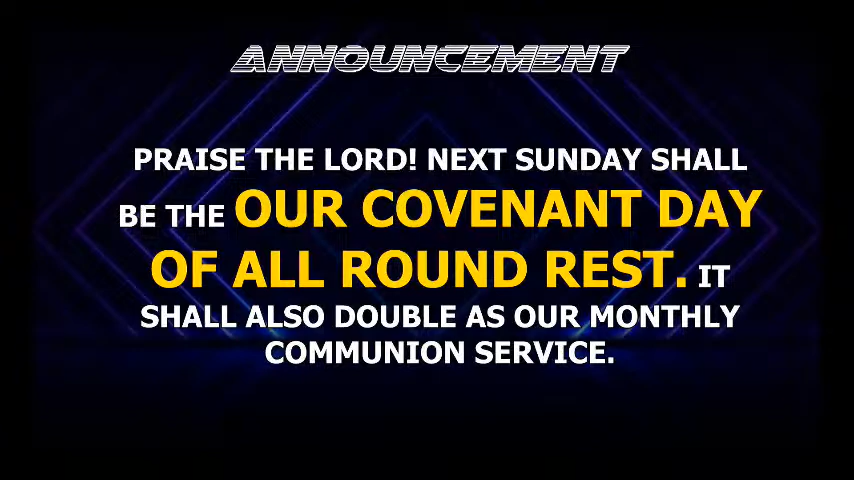 ANNOUNCEMENT
PRAISE THE LORD! NEXT SUNDAY SHALL
BE THE OUR COVENANT DAY
OF ALL ROUND REST. IT
SHALL ALSO DOUBLE AS OUR MONTHLY
COMMUNION SERVICE.